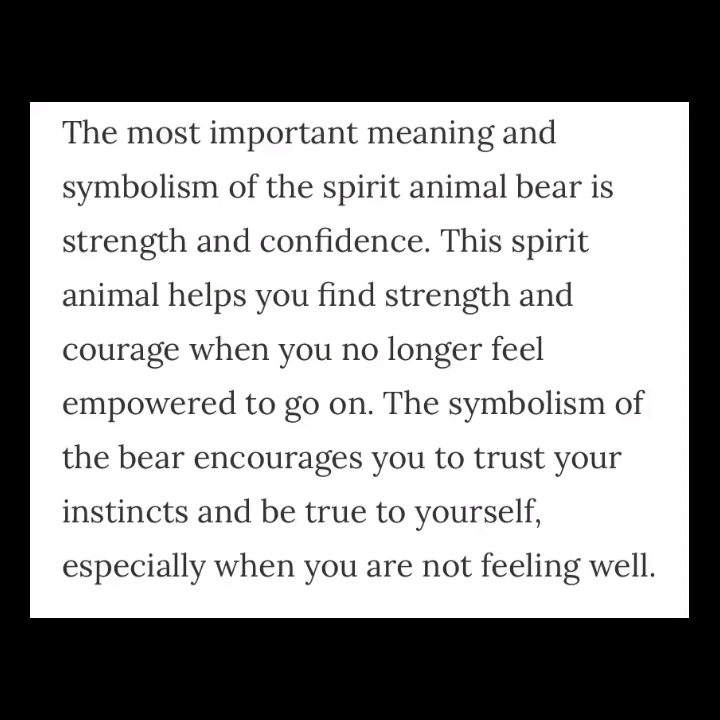 The most important meaning and
symbolism of the spirit animal bear is
strength and confidence. This spirit
animal helps you find strength and
courage when you no longer feel
empowered to go on. The symbolism of
the bear encourages you to trust your
instincts and be true to yourself,
especially when you are not feeling well.